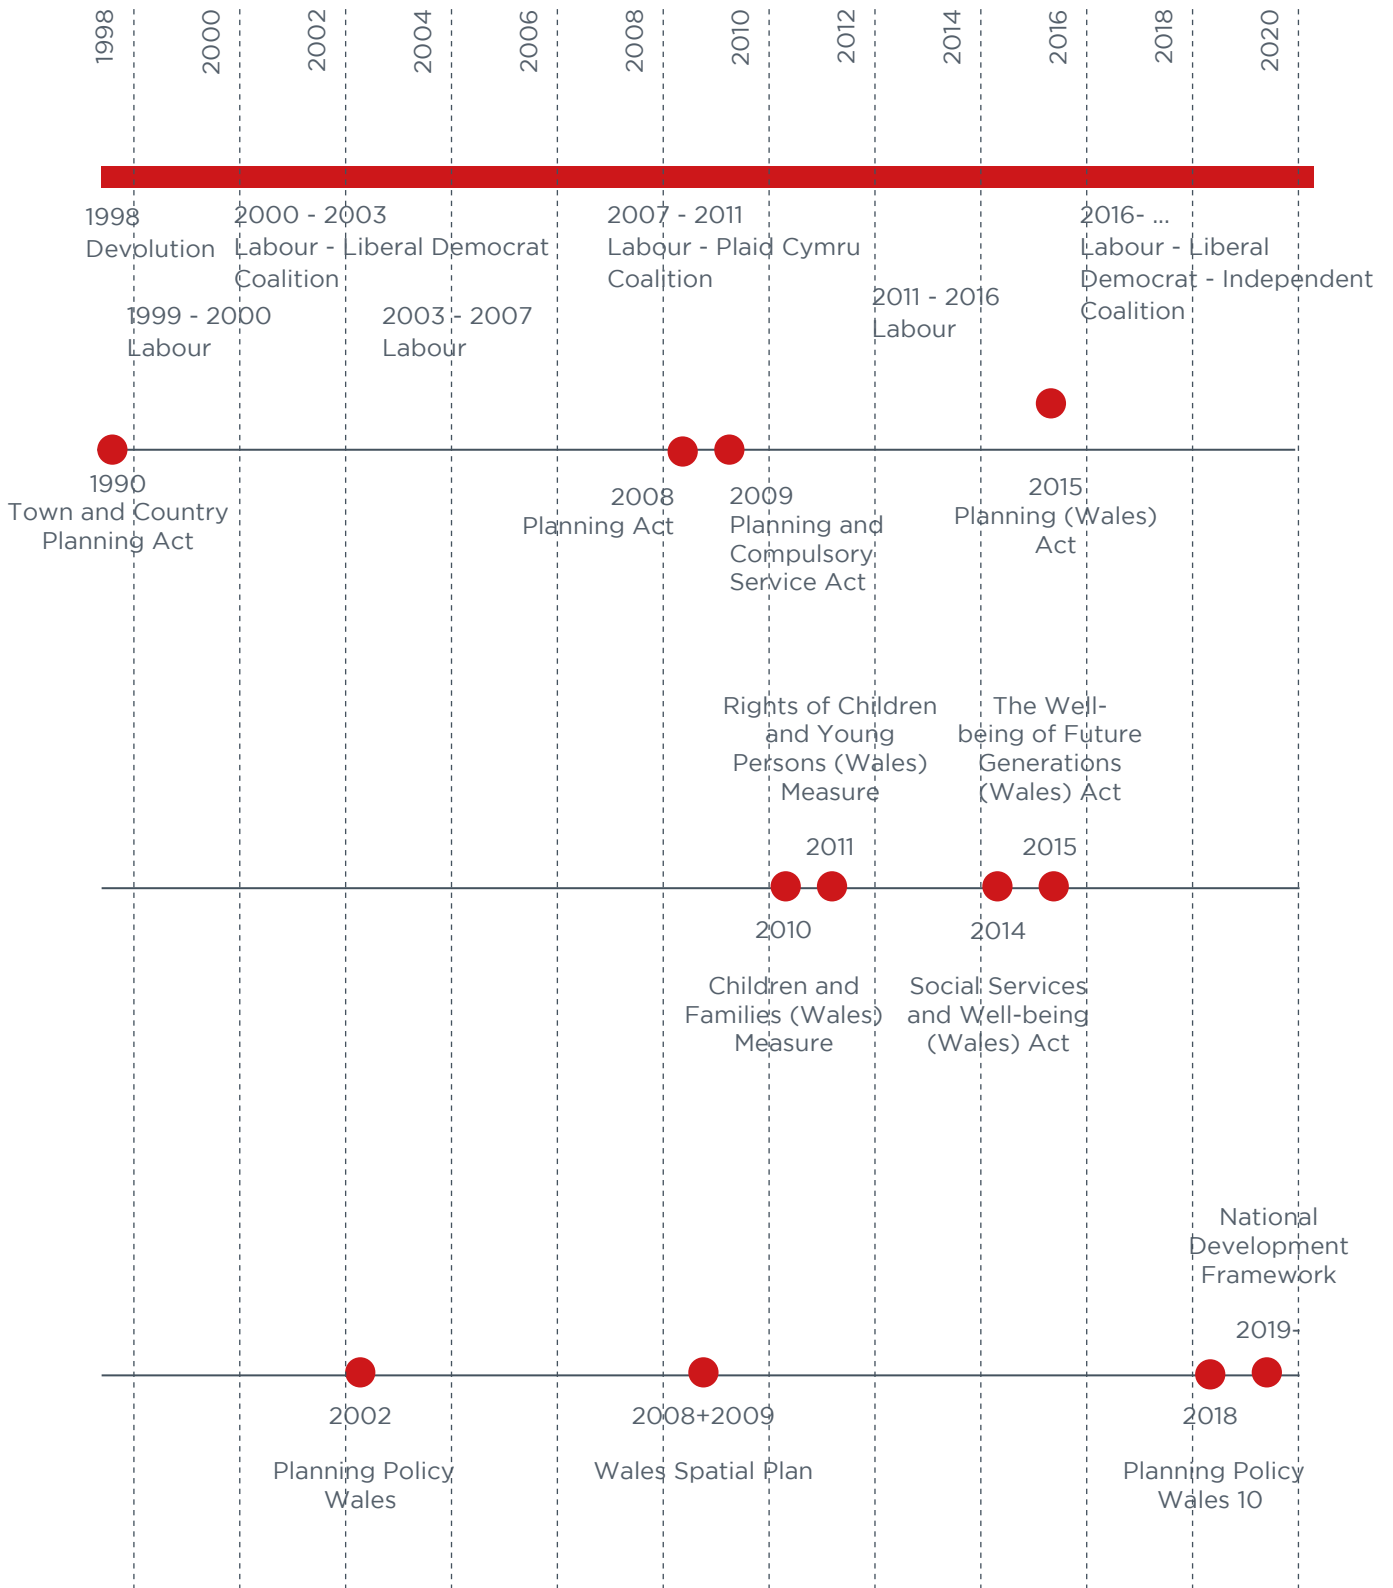 1998
2000
2002
2004
2006
2008
2010
2012
2014
2016
2018
2020
1998
Devolution
2000 - 2003
Labour - Liberal Democrat
Coalition
2007 - 2011
Labour - Plaid Cymru
Coalition
2016- ...
Labour - Liberal
Democrat - Independent
Coalition
1999 - 2000
Labour
2003 - 2007
Labour
2011 - 2016
Labour
1990
Town and Country
Planning Act
2008
Planning Act
2009
Planning and
Compulsory
Service Act
2015
Planning (Wales)
Act
Rights of Children
and Young
Persons (Wales)
Measure
2011
The Well-
being of Future
Generations
(Wales) Act
2015
2010
Children and
Families (Wales)
Measure
2014
Social Services
and Well-being
(Wales) Act
National
Development
Framework
2019-
2002
Planning Policy
Wales
2008+2009
Wales Spatial Plan
2018
Planning Policy
Wales 10